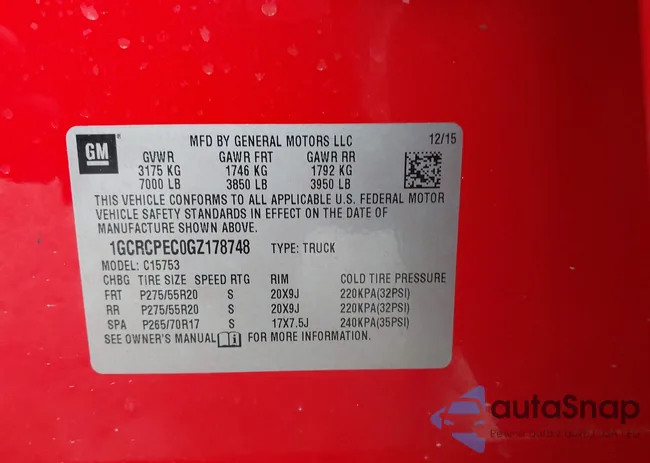 GM
MFD BY GENERAL MOTORS LLC 12/15
GVWR GAWR FRT GAWR RR
3175 KG 1746 KG 1792 KG
7000 LB 3850 LB 3950 LB
THIS VEHICLE CONFORMS TO ALL APPLICABLE U.S. FEDERAL MOTOR
VEHICLE SAFETY STANDARDS IN EFFECT ON THE DATE OF
MANUFACTURE SHOWN ABOVE.
1GCRCPEC0GZ178748 TYPE: TRUCK
MODEL: C15753
CHBG TIRE SIZE SPEED RTG RIM COLD TIRE PRESSURE
FRT P275/55R20 S 20X9J 220KPA(32PSI)
RR P275/55R20 S 20X9J 220KPA(32PSI)
SPA P265/70R17 S 17X7.5J 240KPA(35PSI)
SEE OWNER'S MANUAL FOR MORE INFORMATION.
autoSnap